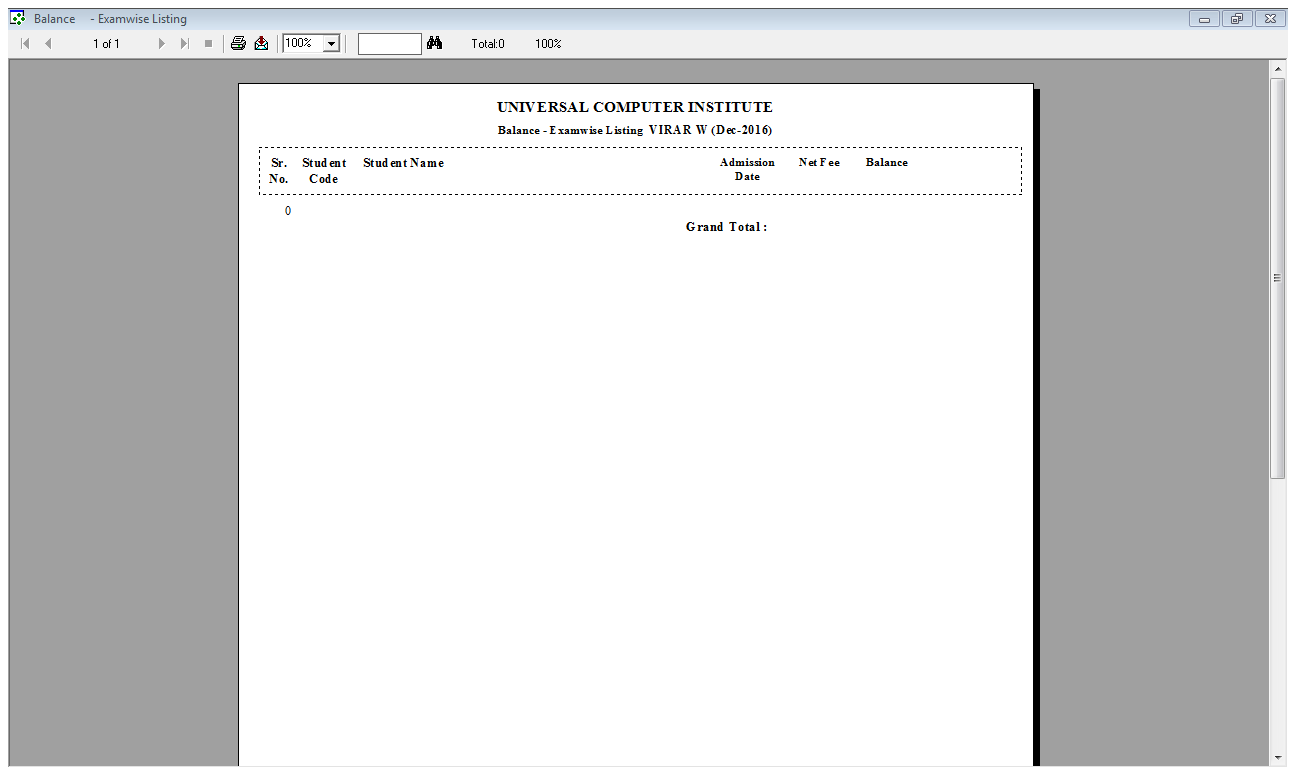 Balance - Examwise Listing
1 of 1 100% Total:0 100%
UNIVERSAL COMPUTER INSTITUTE
Balance - Examwise Listing VIRAR W (Dec-2016)
Sr. Student Student Name Admission Net Fee Balance
No. Code Date
0
Grand Total :